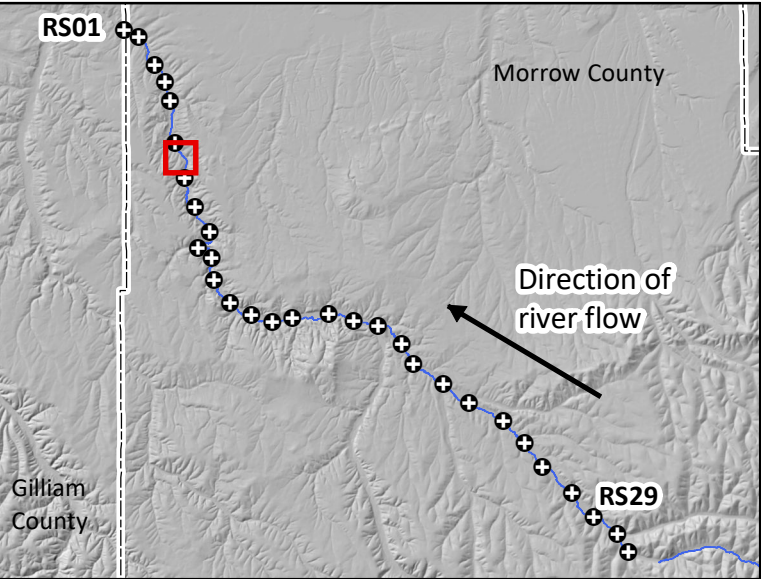 RS01
Morrow County
Direction of
river flow
Gilliam
County
RS29